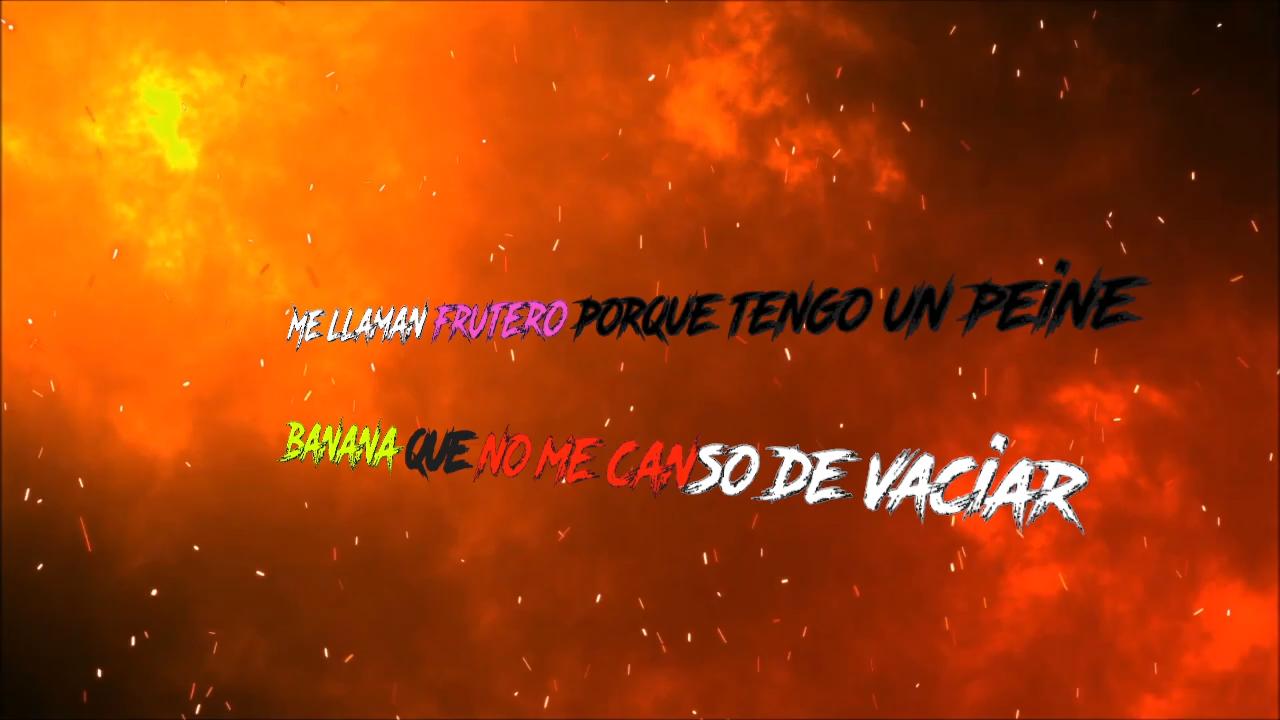 ME LLAMAN FRUTERO PORQUE TENGO UN PEINE
BANANA QUE NO ME CANSO DE VACIAR